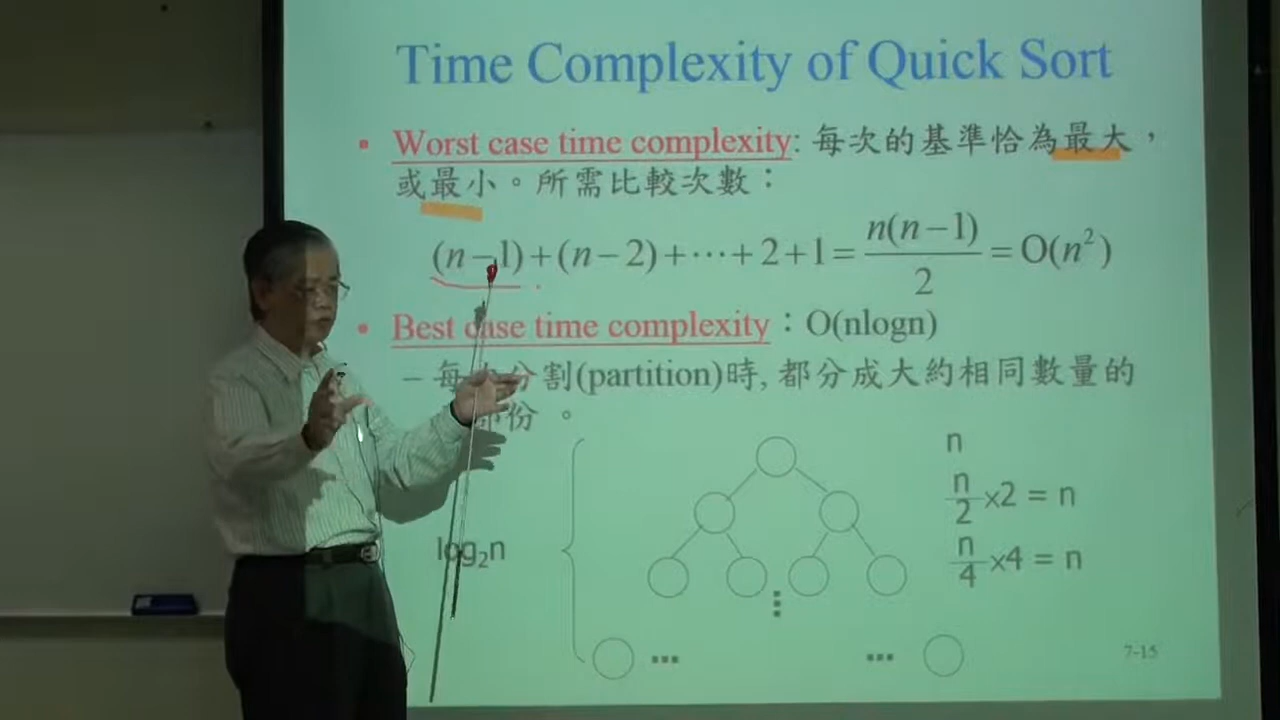 Time Complexity of Quick Sort
▪ Worst case time complexity: 每次的基準恰為最大，
或最小。所需比較次數：
(n−1)+(n−2)+⋯+2+1 = n(n−1)/2 = O(n²)
▪ Best case time complexity：O(nlogn)
– 每 分割(partition)時, 都分成大約相同數量的
部份 。
n
n/2 x2 = n
log₂n
n/4 x4 = n
7-15